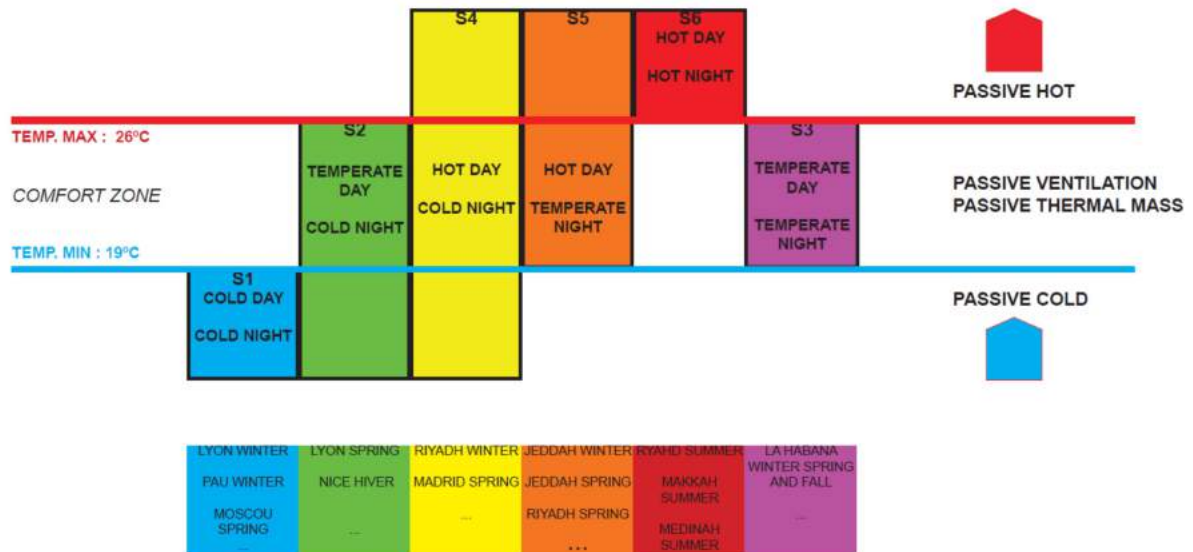 S4
S5
S6
HOT DAY
HOT NIGHT
PASSIVE HOT
TEMP. MAX : 26ºC
S2
TEMPERATE
DAY
COLD NIGHT
HOT DAY
COLD NIGHT
HOT DAY
TEMPERATE
NIGHT
S3
TEMPERATE
DAY
TEMPERATE
NIGHT
COMFORT ZONE
PASSIVE VENTILATION
PASSIVE THERMAL MASS
TEMP. MIN : 19ºC
S1
COLD DAY
COLD NIGHT
PASSIVE COLD
LYON WINTER
PAU WINTER
MOSCOU
SPRING
...
LYON SPRING
NICE HIVER
...
RIYADH WINTER
MADRID SPRING
...
JEDDAH WINTER
JEDDAH SPRING
RIYADH SPRING
...
RYAHD SUMMER
MAKKAH
SUMMER
MEDINAH
SUMMER
LA HABANA
WINTER SPRING
AND FALL
...